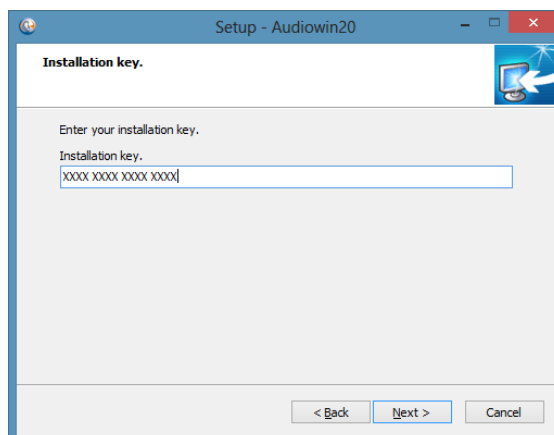 Setup - Audiowin20
Installation key.
Enter your installation key.
Installation key.
XXXX XXXX XXXX XXXX
< Back
Next >
Cancel